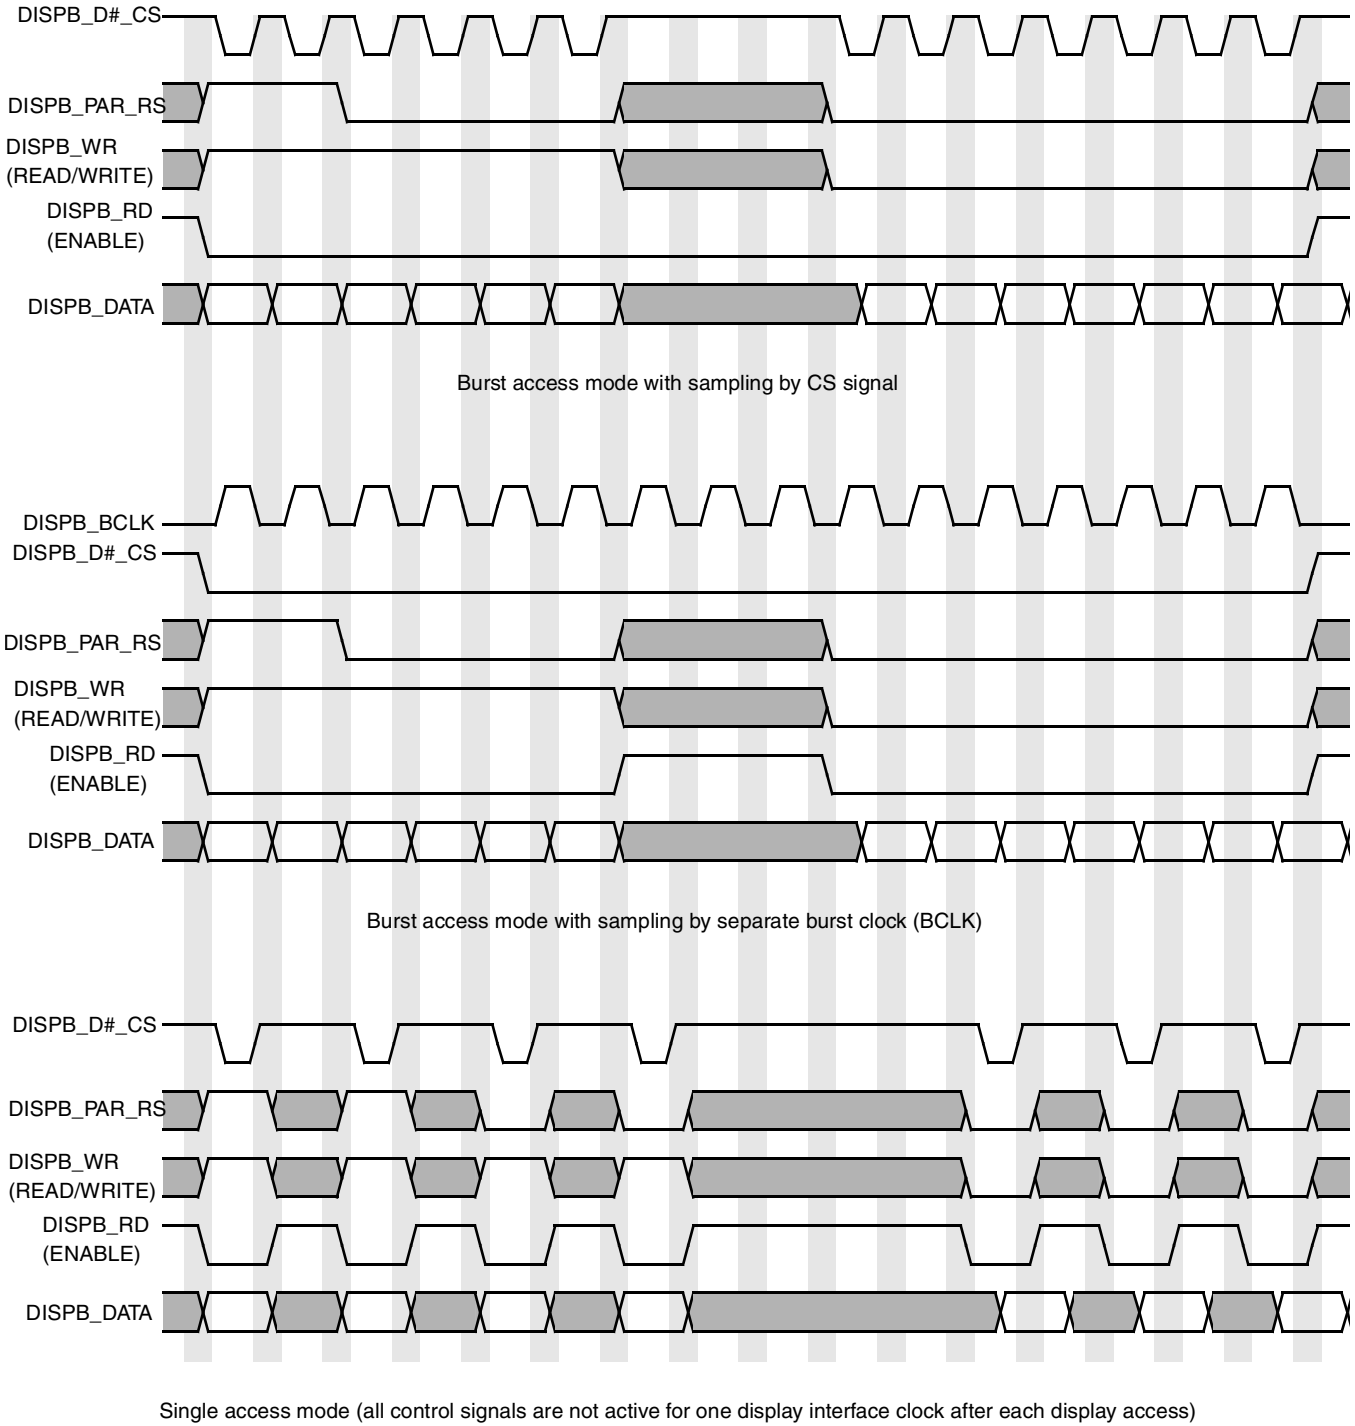 DISPB_D#_CS
DISPB_PAR_RS
DISPB_WR
(READ/WRITE)
DISPB_RD
(ENABLE)
DISPB_DATA
Burst access mode with sampling by CS signal
DISPB_BCLK
DISPB_D#_CS
DISPB_PAR_RS
DISPB_WR
(READ/WRITE)
DISPB_RD
(ENABLE)
DISPB_DATA
Burst access mode with sampling by separate burst clock (BCLK)
DISPB_D#_CS
DISPB_PAR_RS
DISPB_WR
(READ/WRITE)
DISPB_RD
(ENABLE)
DISPB_DATA
Single access mode (all control signals are not active for one display interface clock after each display access)